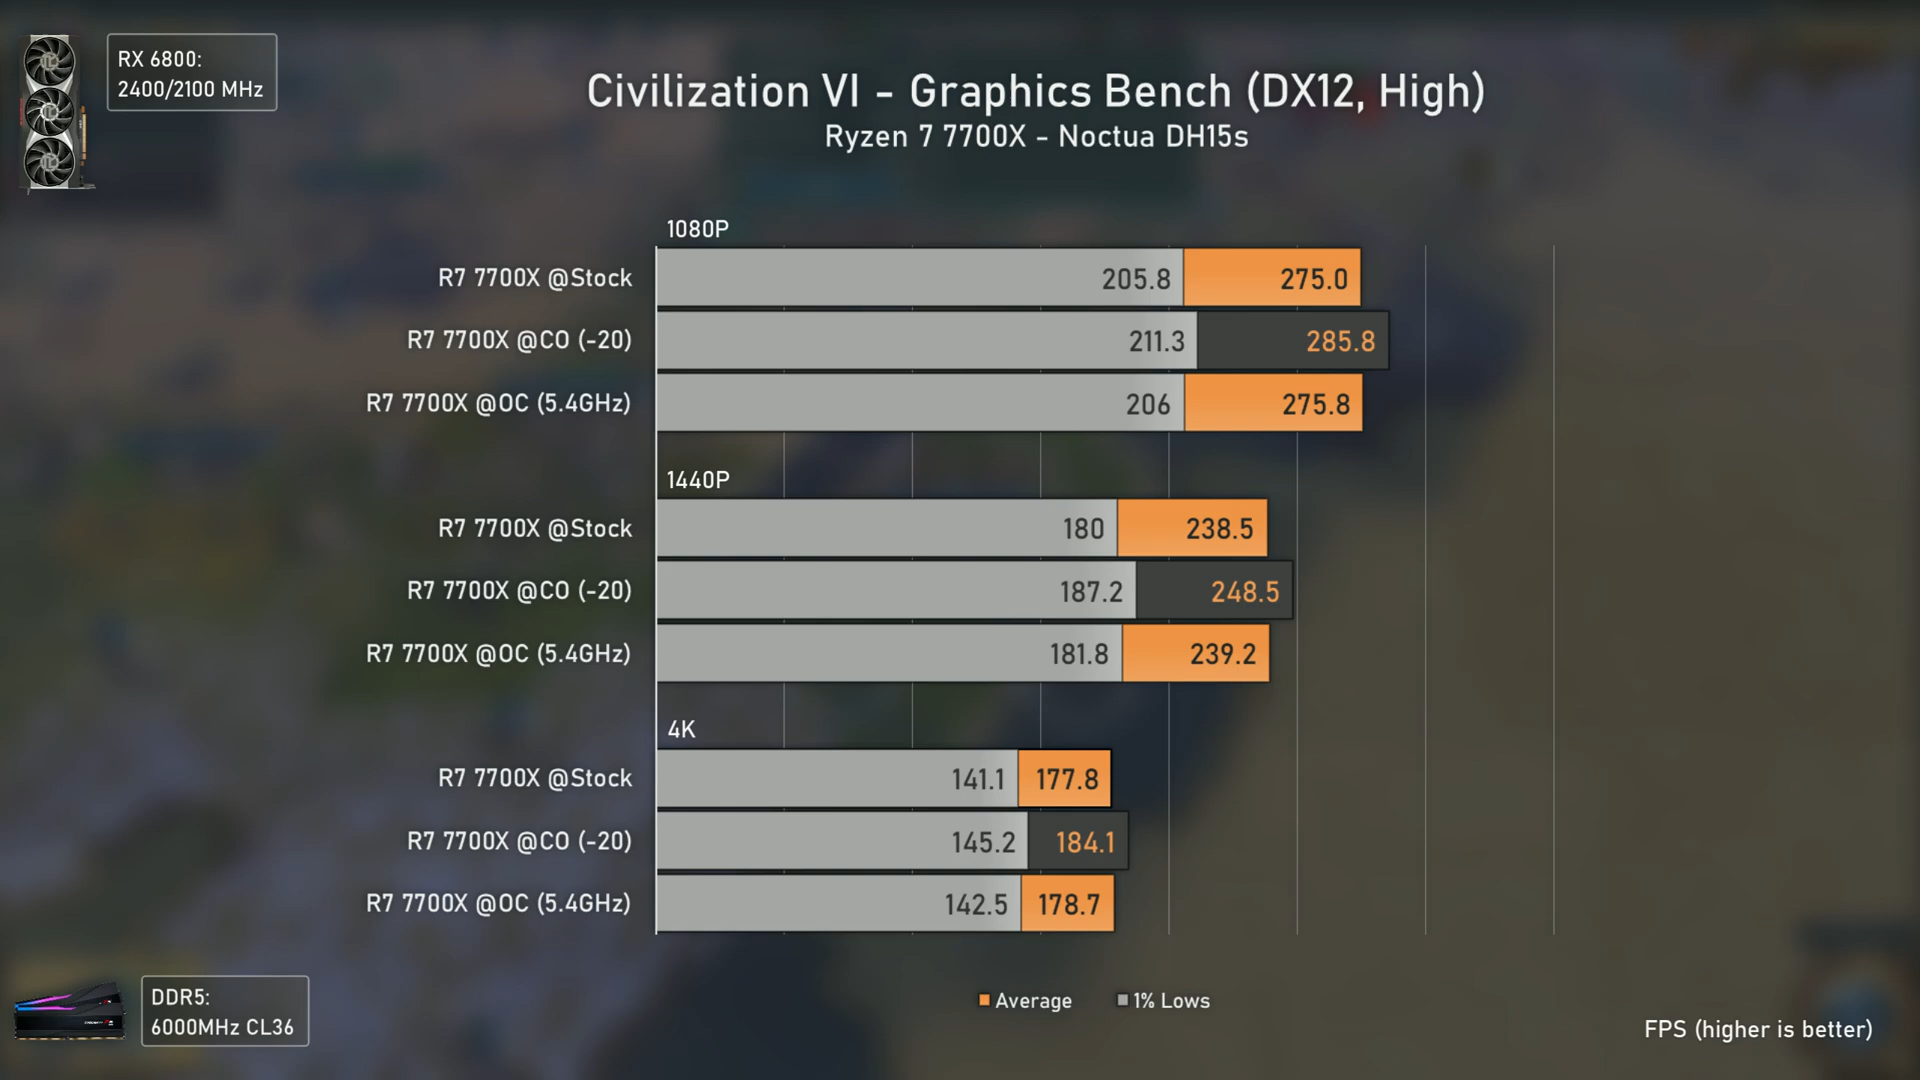 RX 6800:
2400/2100 MHz
Civilization VI - Graphics Bench (DX12, High)
Ryzen 7 7700X - Noctua DH15s
1080P
R7 7700X @Stock
205.8
275.0
R7 7700X @CO (-20)
211.3
285.8
R7 7700X @OC (5.4GHz)
206
275.8
1440P
R7 7700X @Stock
180
238.5
R7 7700X @CO (-20)
187.2
248.5
R7 7700X @OC (5.4GHz)
181.8
239.2
4K
R7 7700X @Stock
141.1
177.8
R7 7700X @CO (-20)
145.2
184.1
R7 7700X @OC (5.4GHz)
142.5
178.7
DDR5:
6000MHz CL36
Average
1% Lows
FPS (higher is better)